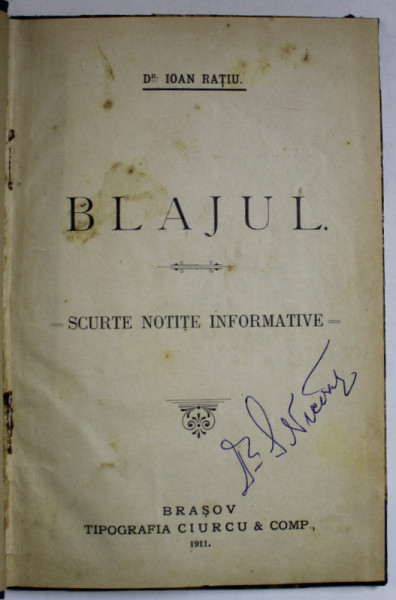 Dr. IOAN RAȚIU.
BLAJUL.
SCURTE NOTIȚE INFORMATIVE
BRAȘOV
TIPOGRAFIA CIURCU & COMP.,
1911.